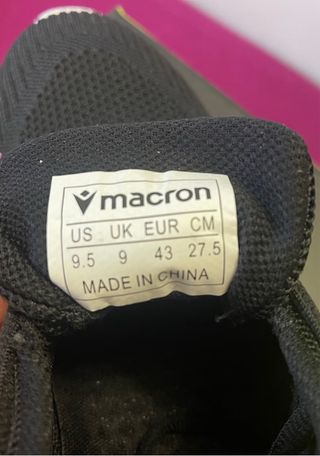 macron
US UK EUR CM
9.5 9 43 27.5
MADE IN CHINA